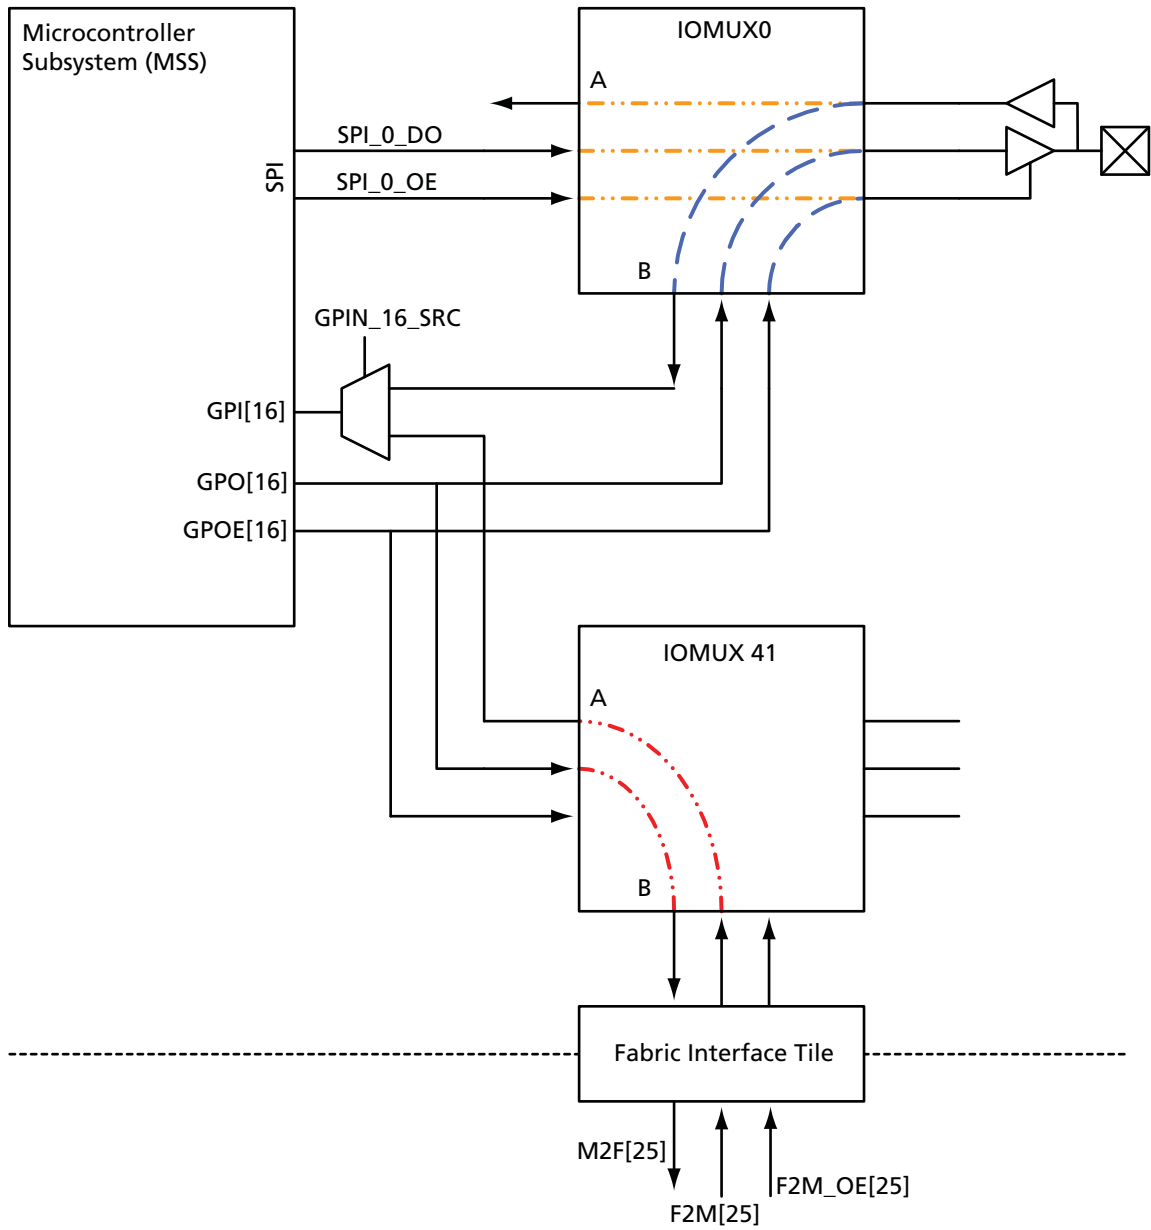 Microcontroller
Subsystem (MSS)
IOMUX0
A
SPI_0_DO
SPI
SPI_0_OE
B
GPIN_16_SRC
GPI[16]
GPO[16]
GPOE[16]
IOMUX 41
A
B
Fabric Interface Tile
M2F[25]
F2M_OE[25]
F2M[25]